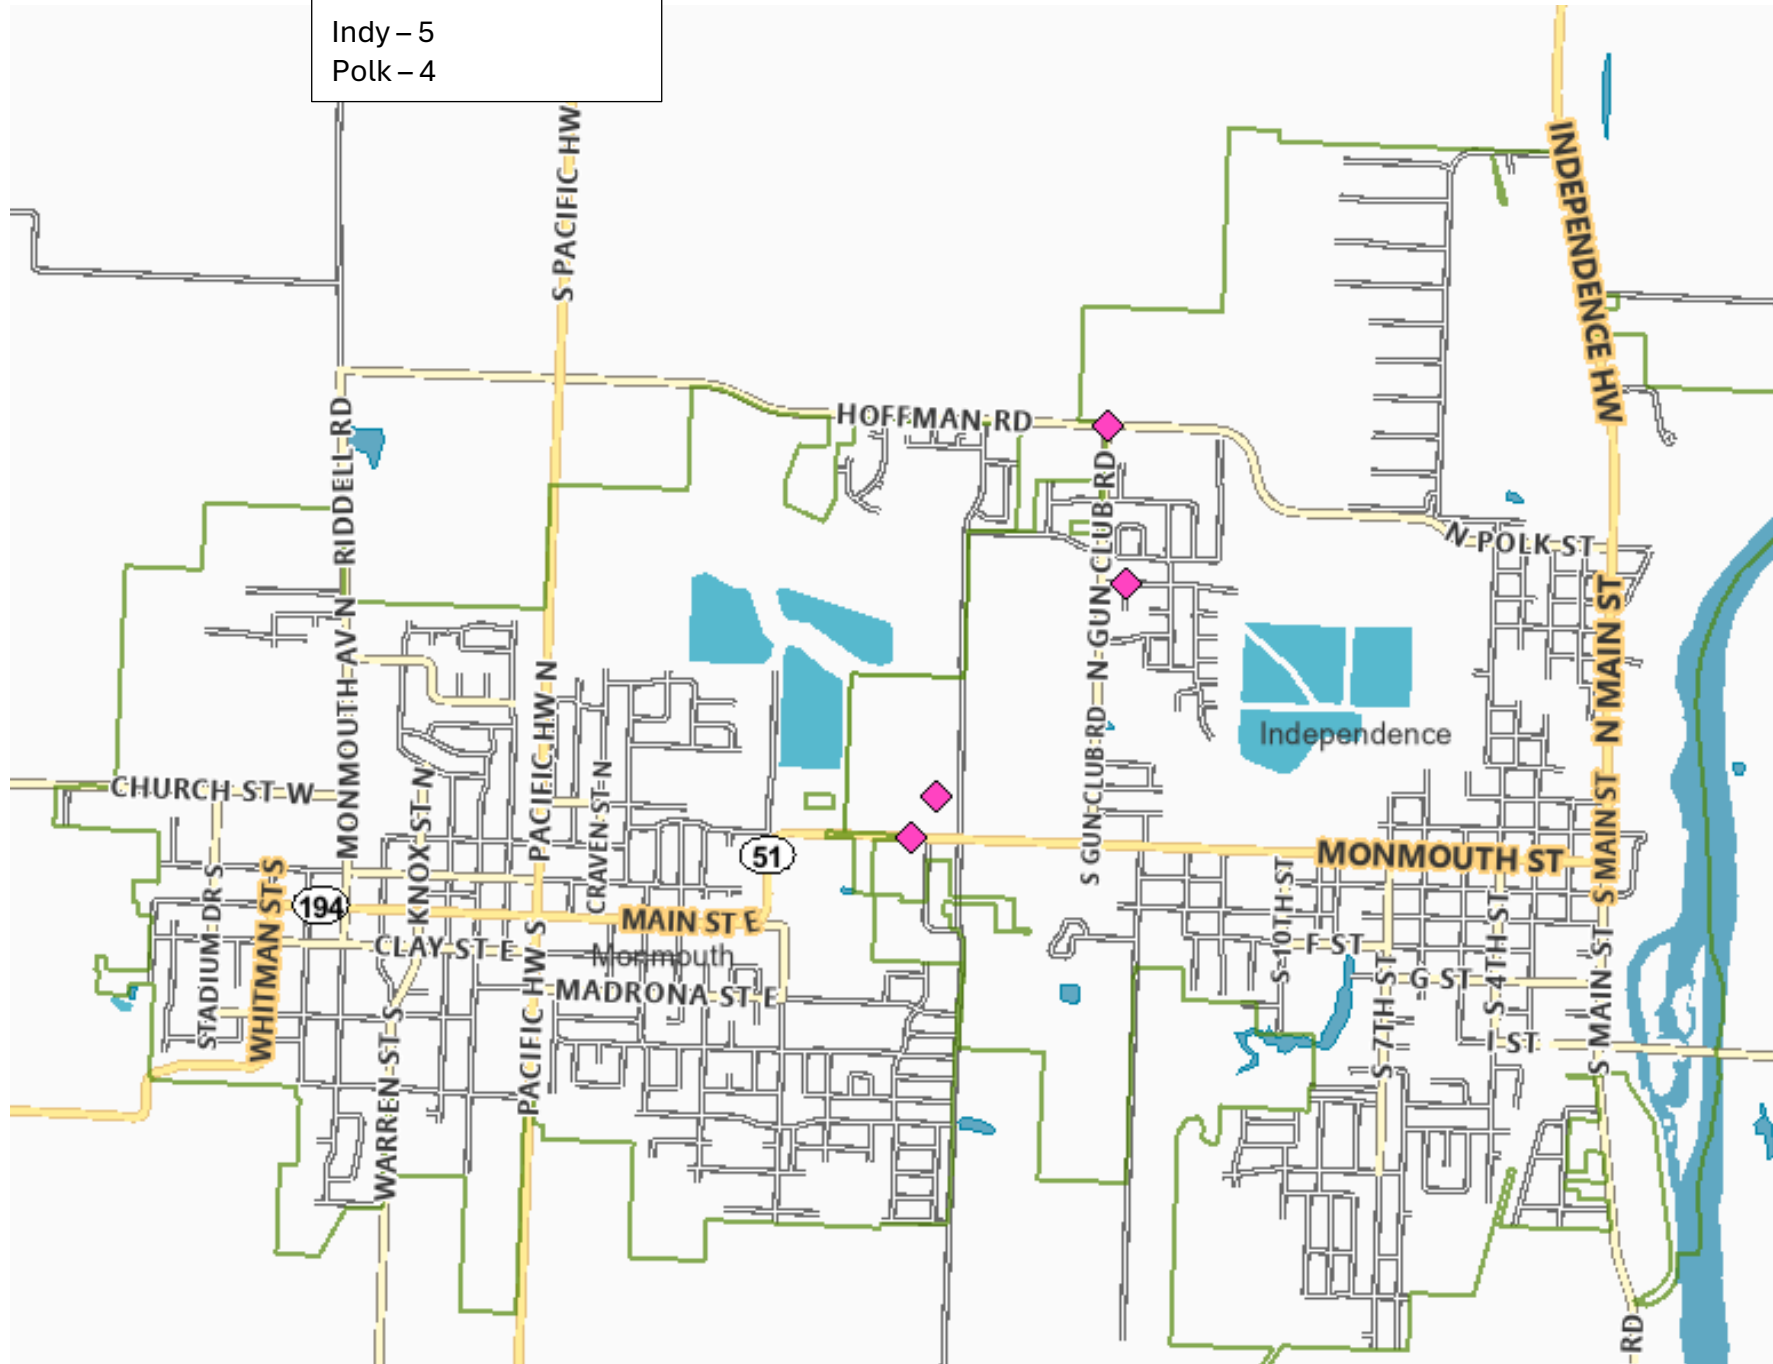 Indy – 5
Polk – 4
S PACIFIC HW
INDEPENDENCE HW
HOFFMAN RD
N RIDDELL RD
N GUN CLUB RD
N POLK ST
N MAIN ST
MONMOUTH AV N
PACIFIC HW N
S GUN CLUB RD
Independence
CHURCH ST W
KNOX ST N
CRAVEN ST N
51
MONMOUTH ST
S MAIN ST
STADIUM DR S
WHITMAN ST S
194
MAIN ST E
S 10TH ST
CLAY ST E
Monmouth
F ST
S 4TH ST
S MAIN ST
G ST
MADRONA ST E
PACIFIC HW S
S 7TH ST
I ST
WARREN ST S
RD